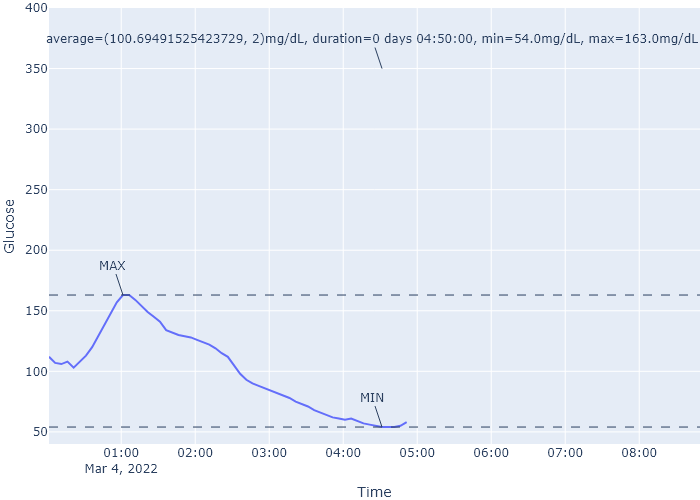 400
average=(100.69491525423729, 2)mg/dL, duration=0 days 04:50:00, min=54.0mg/dL, max=163.0mg/dL
350
300
250
Glucose
200
MAX
150
100
MIN
50
01:00 02:00 03:00 04:00 05:00 06:00 07:00 08:00
Mar 4, 2022
Time